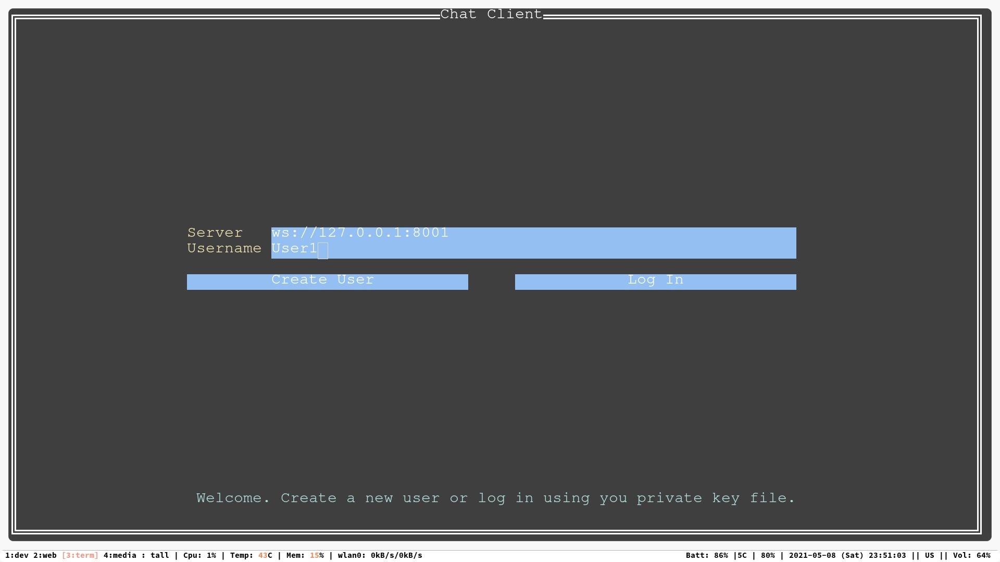 Chat Client
Server ws://127.0.0.1:8001
Username User1
Create User Log In
Welcome. Create a new user or log in using you private key file.
1:dev 2:web [3:term] 4:media : tall | Cpu: 1% | Temp: 43C | Mem: 15% | wlan0: 0kB/s/0kB/s Batt: 86% |5C | 80% | 2021-05-08 (Sat) 23:51:03 || US || Vol: 64%